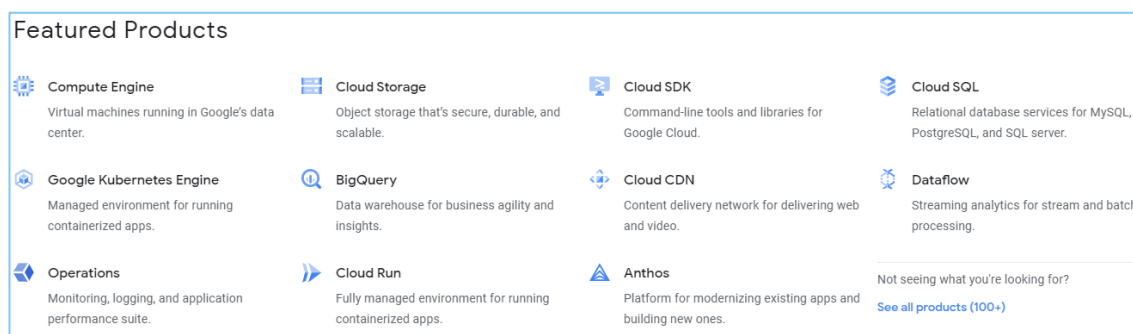 Featured Products
Compute Engine
Virtual machines running in Google's data
center.
Cloud Storage
Object storage that's secure, durable, and
scalable.
Cloud SDK
Command-line tools and libraries for
Google Cloud.
Cloud SQL
Relational database services for MySQL,
PostgreSQL, and SQL server.
Google Kubernetes Engine
Managed environment for running
containerized apps.
BigQuery
Data warehouse for business agility and
insights.
Cloud CDN
Content delivery network for delivering web
and video.
Dataflow
Streaming analytics for stream and batch
processing.
Operations
Monitoring, logging, and application
performance suite.
Cloud Run
Fully managed environment for running
containerized apps.
Anthos
Platform for modernizing existing apps and
building new ones.
Not seeing what you're looking for?
See all products (100+)